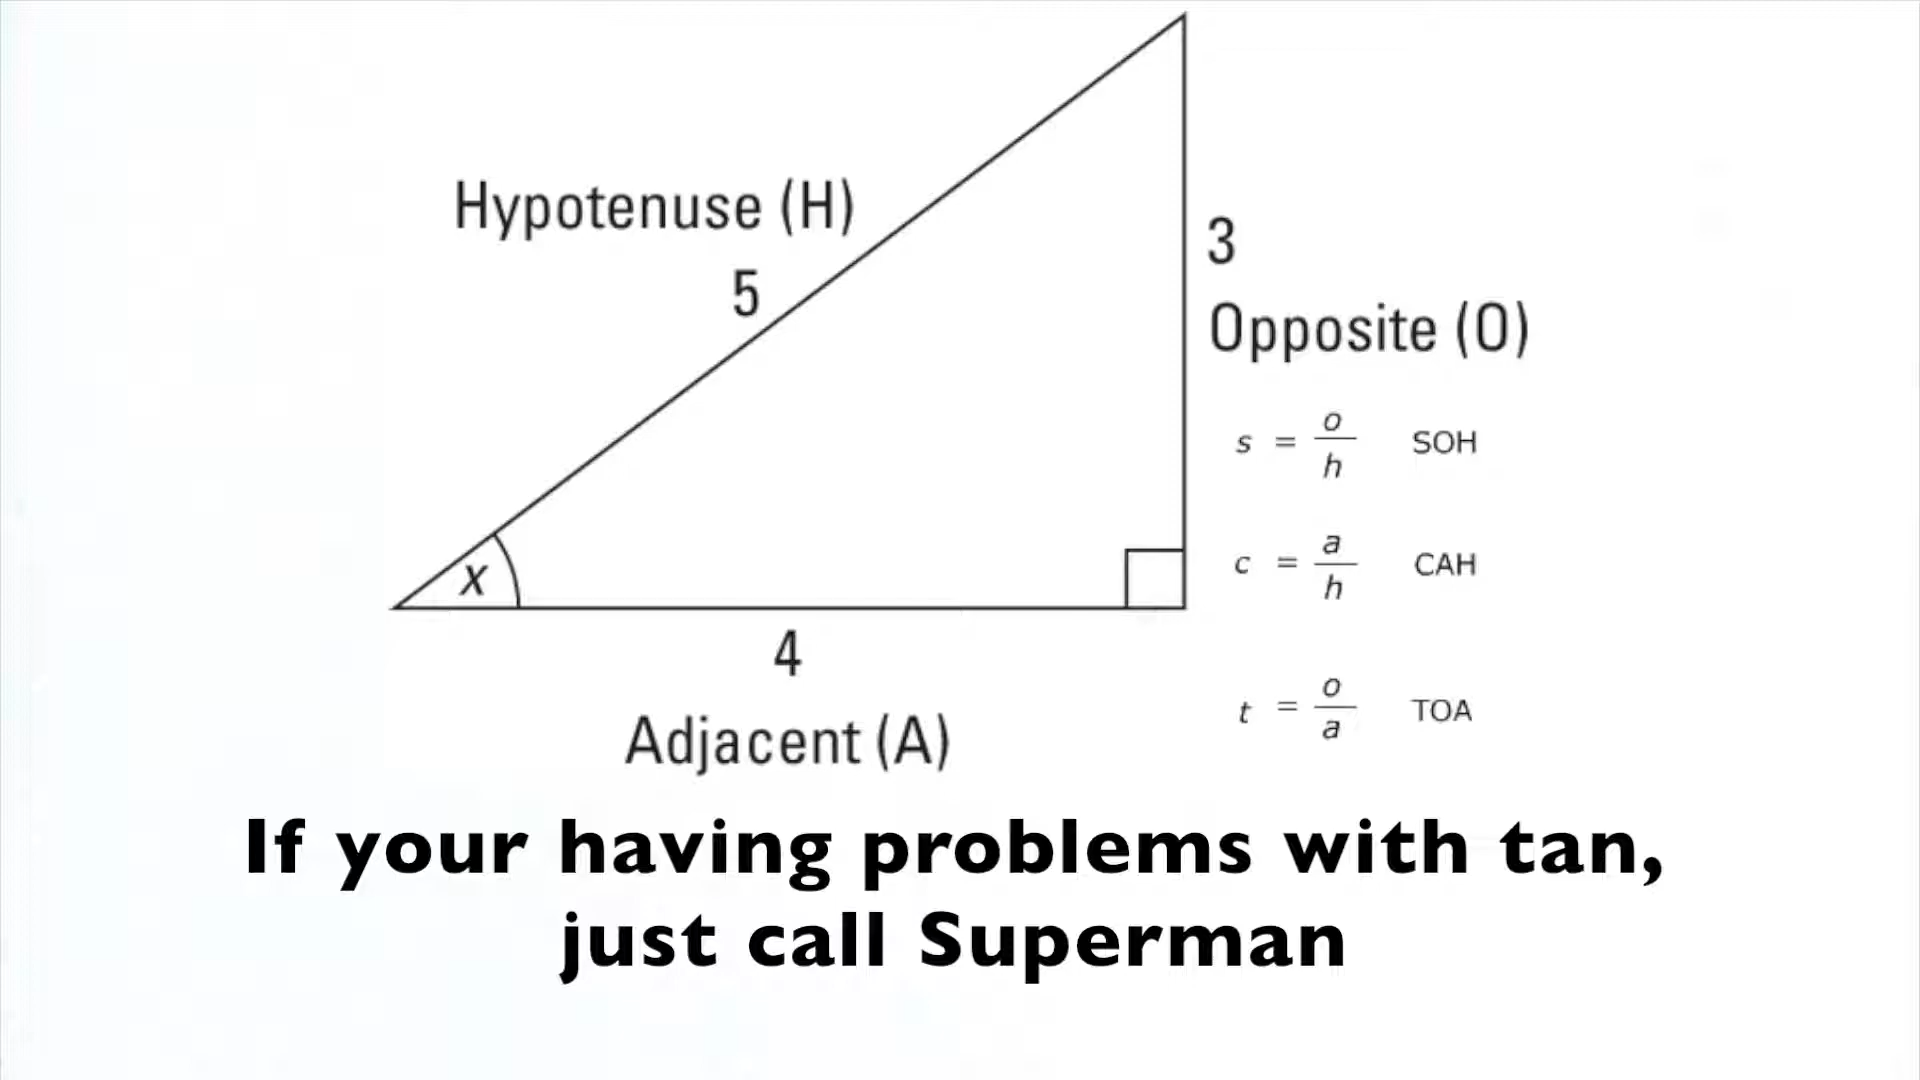 Hypotenuse (H)
5
3
Opposite (O)
s = o/h SOH
c = a/h CAH
x
4
t = o/a TOA
Adjacent (A)
If your having problems with tan,
just call Superman